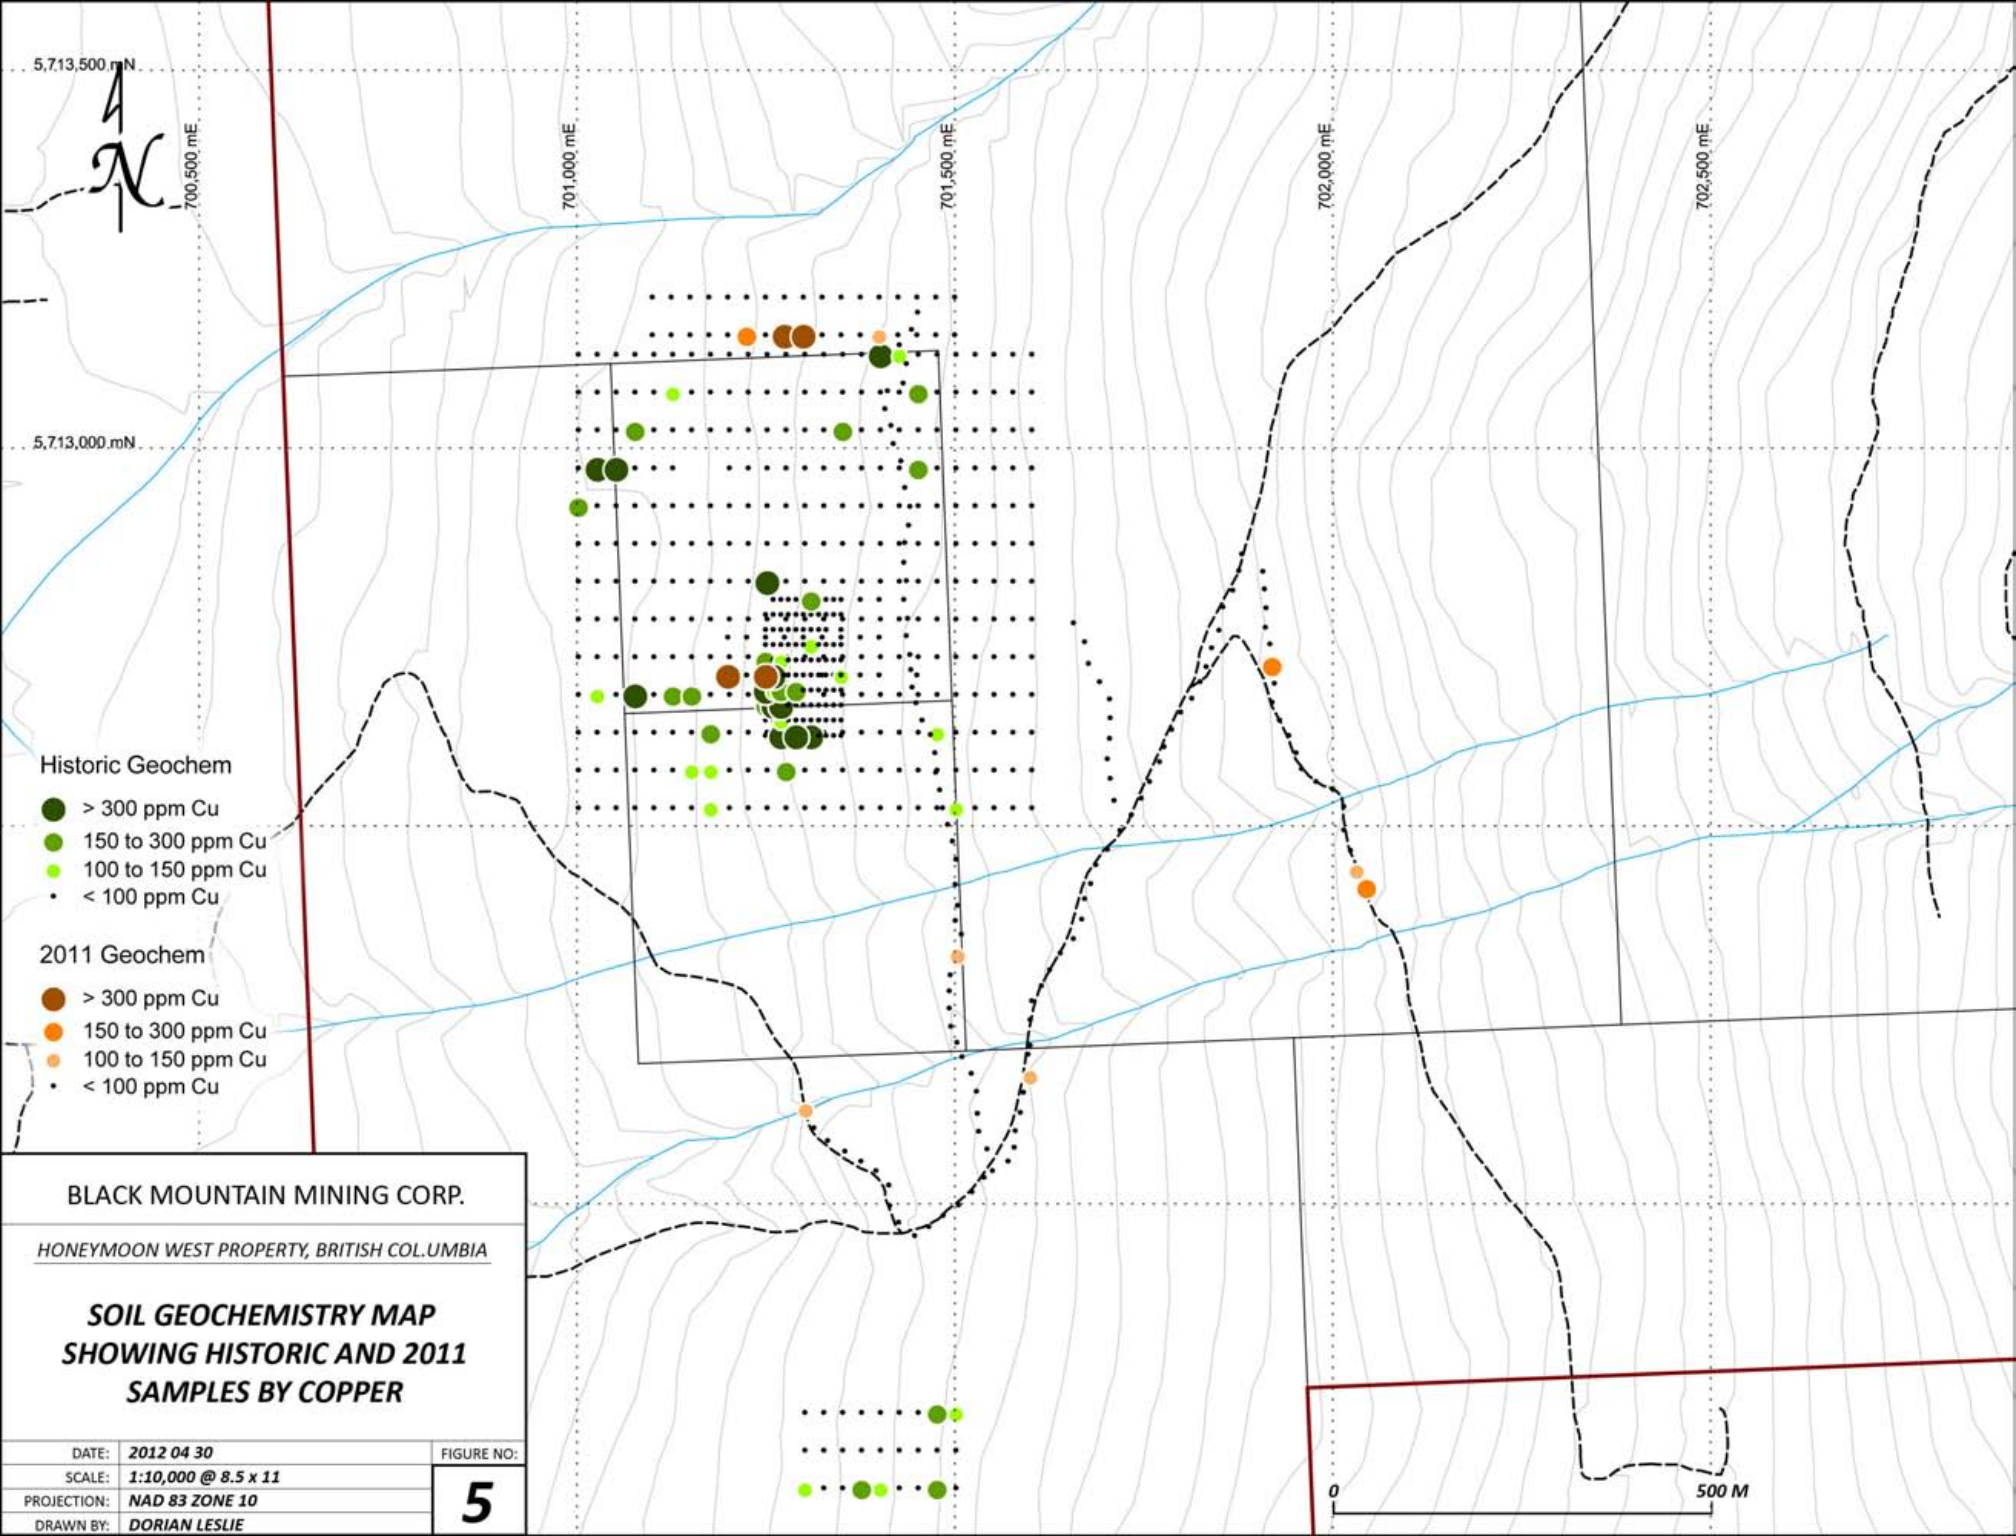 5,713,500 mN
N
700,500 mE
701,000 mE
701,500 mE
702,000 mE
702,500 mE
5,713,000 mN
Historic Geochem
> 300 ppm Cu
150 to 300 ppm Cu
100 to 150 ppm Cu
< 100 ppm Cu
2011 Geochem
> 300 ppm Cu
150 to 300 ppm Cu
100 to 150 ppm Cu
< 100 ppm Cu
BLACK MOUNTAIN MINING CORP.
HONEYMOON WEST PROPERTY, BRITISH COL.UMBIA
SOIL GEOCHEMISTRY MAP
SHOWING HISTORIC AND 2011
SAMPLES BY COPPER
DATE: 2012 04 30
SCALE: 1:10,000 @ 8.5 x 11
PROJECTION: NAD 83 ZONE 10
DRAWN BY: DORIAN LESLIE
FIGURE NO:
5
0 500 M